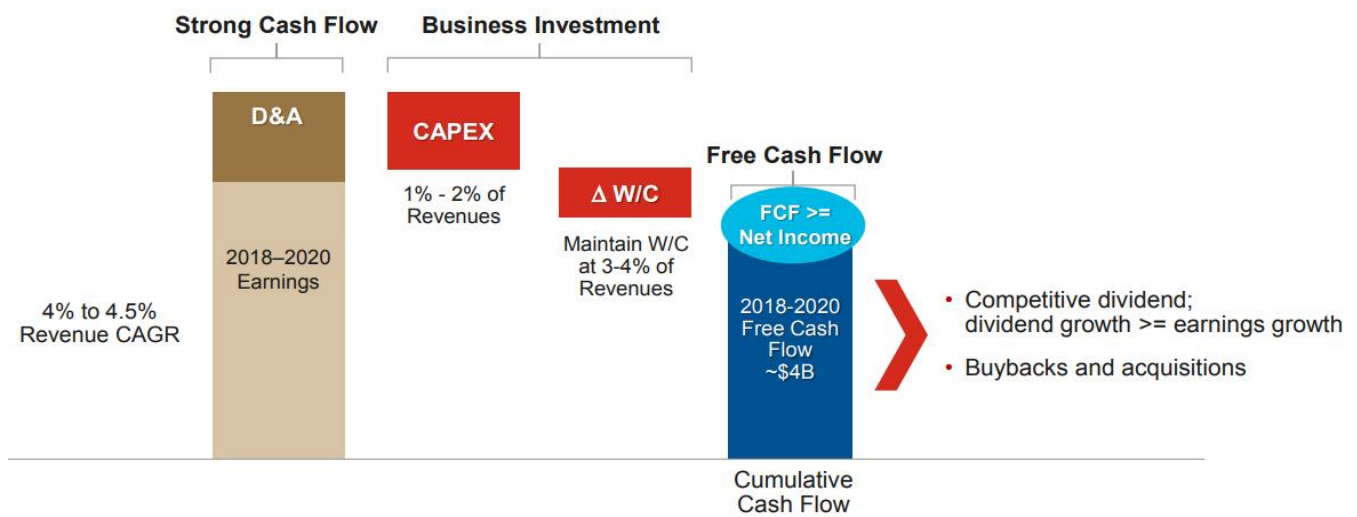 Strong Cash Flow
Business Investment
D&A
CAPEX
Free Cash Flow
1% - 2% of
Revenues
Δ W/C
FCF >=
Net Income
2018–2020
Earnings
Maintain W/C
at 3-4% of
Revenues
4% to 4.5%
Revenue CAGR
2018-2020
Free Cash
Flow
~$4B
• Competitive dividend;
dividend growth >= earnings growth
• Buybacks and acquisitions
Cumulative
Cash Flow